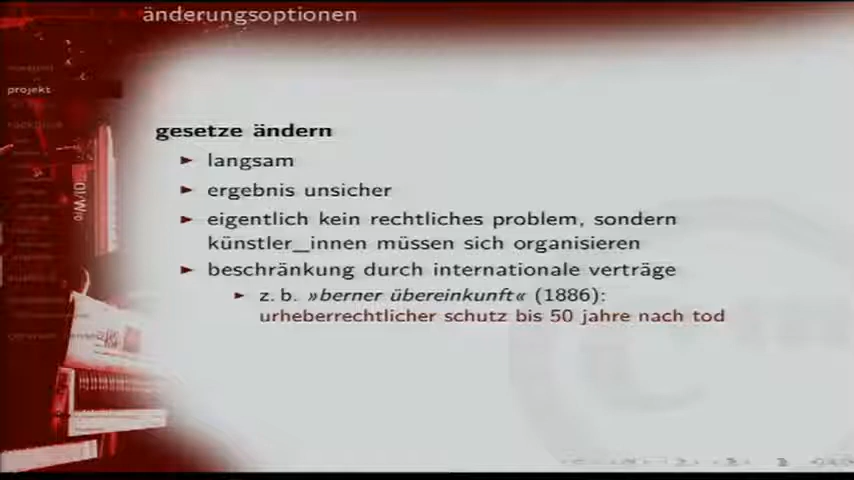 änderungsoptionen
projekt
gesetze ändern
► langsam
► ergebnis unsicher
► eigentlich kein rechtliches problem, sondern
künstler_innen müssen sich organisieren
► beschränkung durch internationale verträge
► z. b. »berner übereinkunft« (1886):
urheberrechtlicher schutz bis 50 jahre nach tod